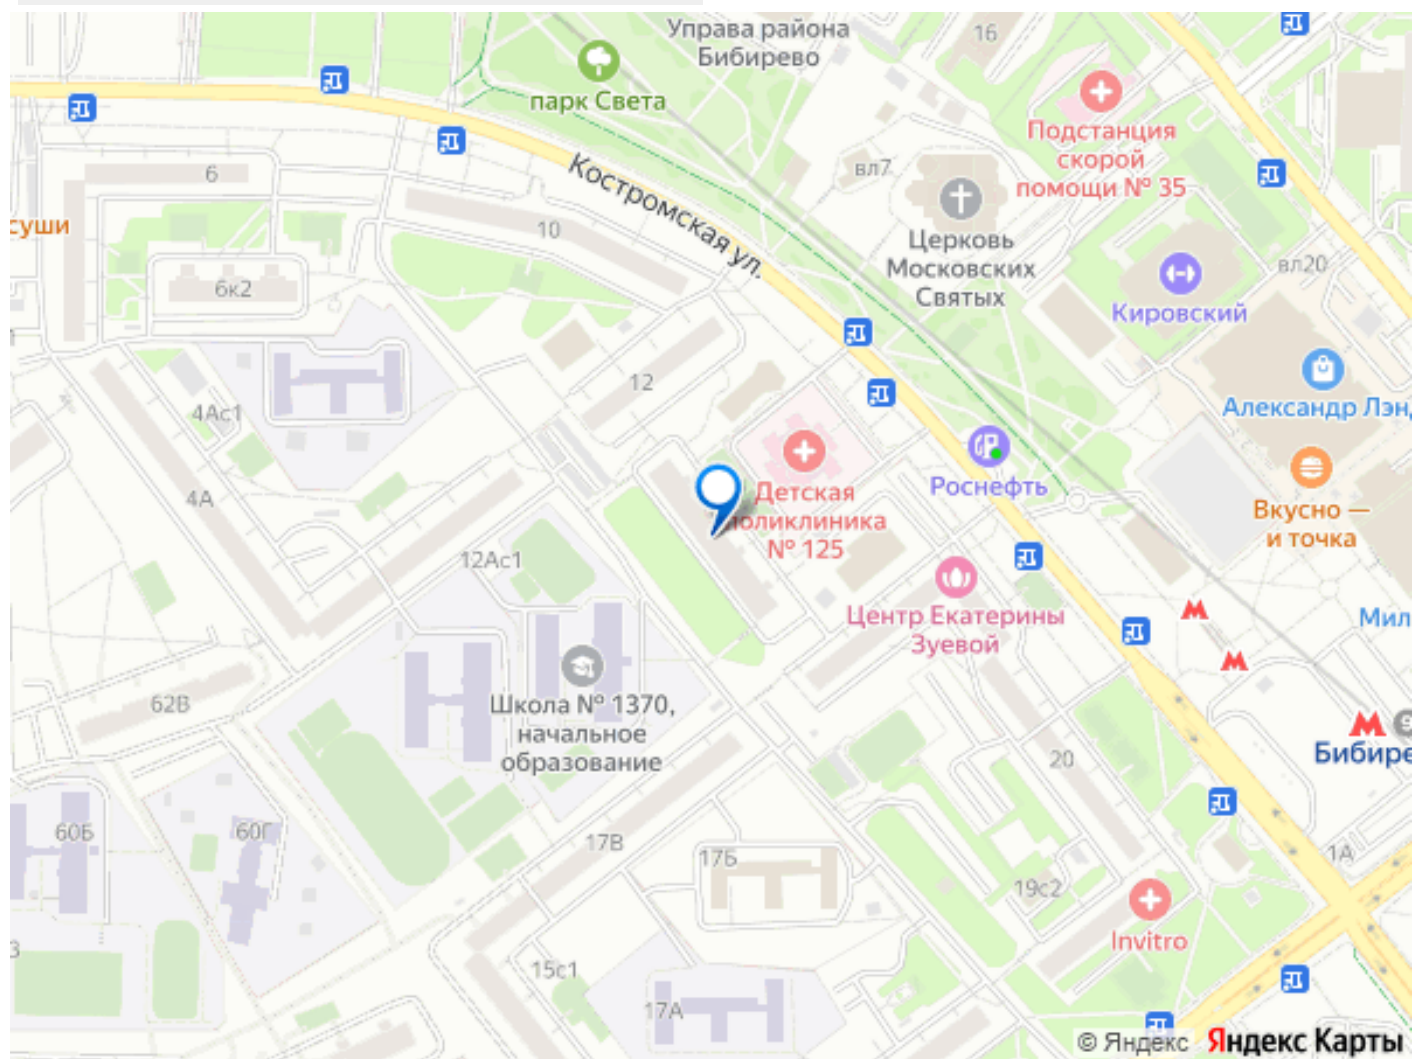 Управа района
Бибирево
16
парк Света
Подстанция
скорой
помощи № 35
вл7
Костромская ул.
6
суши
10
Церковь
Московских
Святых
вл20
6к2
Кировский
12
Александр Лэн
4Ас1
4А
Роснефть
Детская
поликлиника
№ 125
Вкусно —
и точка
12Ас1
Центр Екатерины
Зуевой
Мил
62В
Школа № 1370,
начальное
образование
20
Бибире
60Б
60Г
17В
17Б
1А
19с2
Invitro
15с1
17А
© Яндекс Яндекс Карты